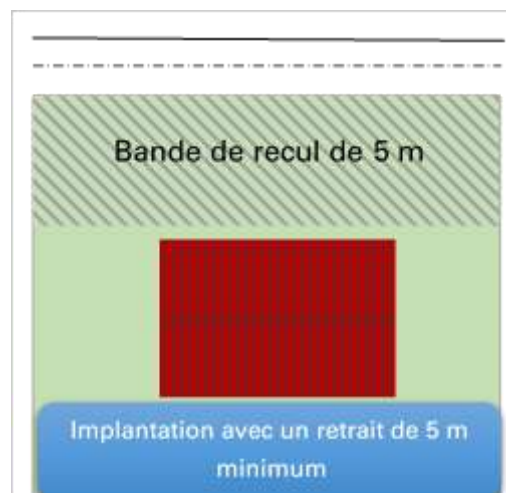 Bande de recul de 5 m
Implantation avec un retrait de 5 m
minimum